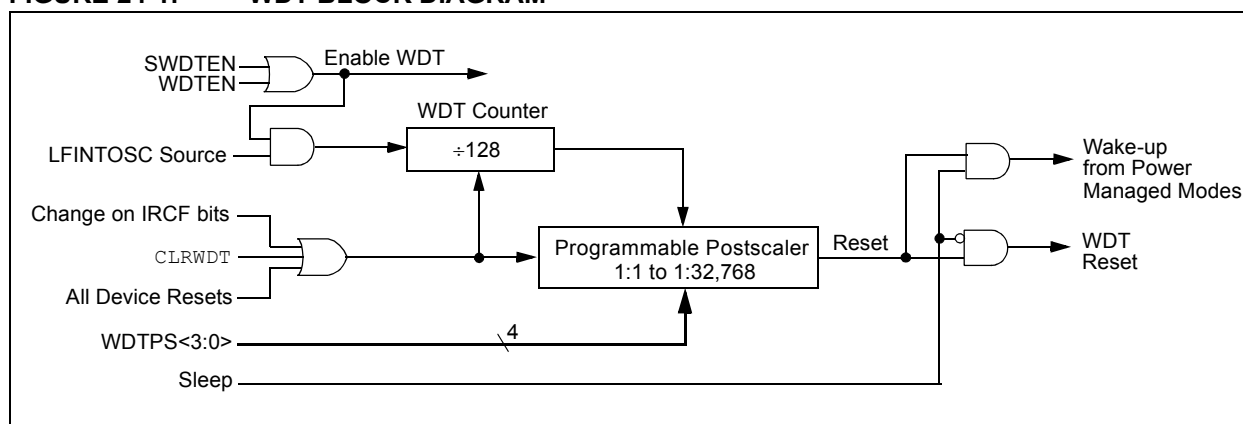 SWDTEN
WDTEN
Enable WDT
WDT Counter
÷128
LFINTOSC Source
Wake-up
from Power
Managed Modes
Change on IRCF bits
CLRWDT
All Device Resets
Programmable Postscaler
1:1 to 1:32,768
Reset
WDT
Reset
WDTPS<3:0>
4
Sleep